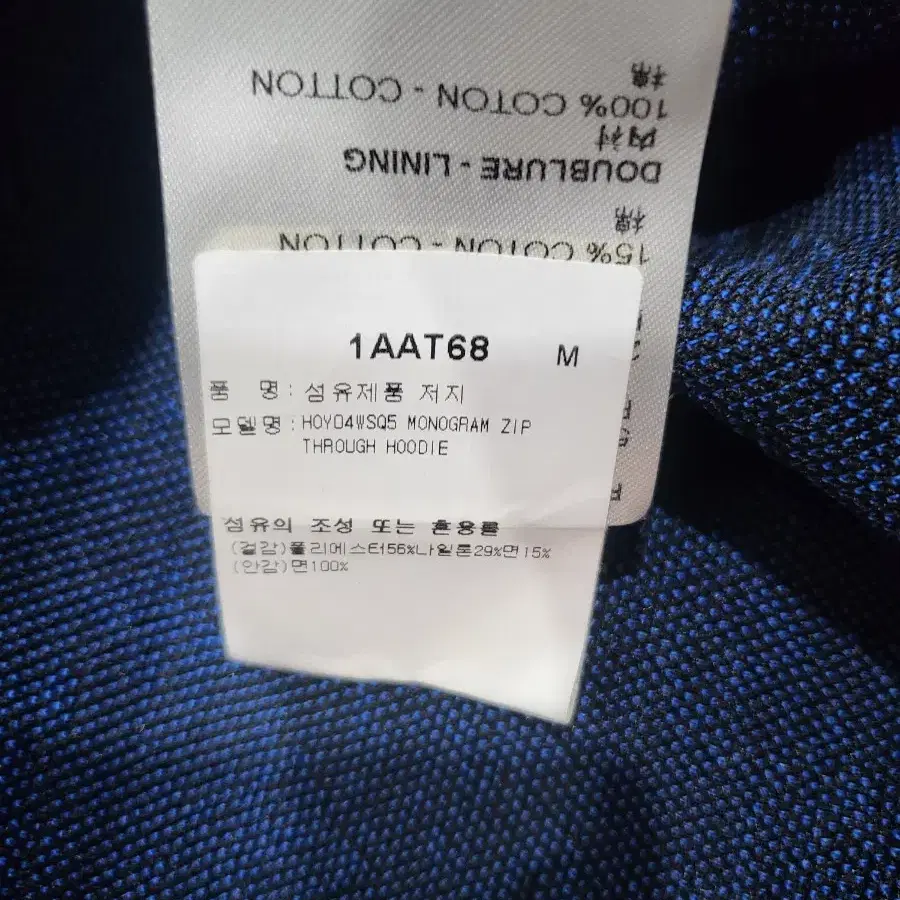 棉
100% COTON - COTTON
内衬
DOUBLURE - LINING
棉
15% COTON - COTTON
1AAT68 M
품 명 : 섬유제품 저지
모델명 : HOY04WSQ5 MONOGRAM ZIP
THROUGH HOODIE
섬유의 조성 또는 혼용률
(겉감)폴리에스터56%나일론29%면15%
(안감)면100%